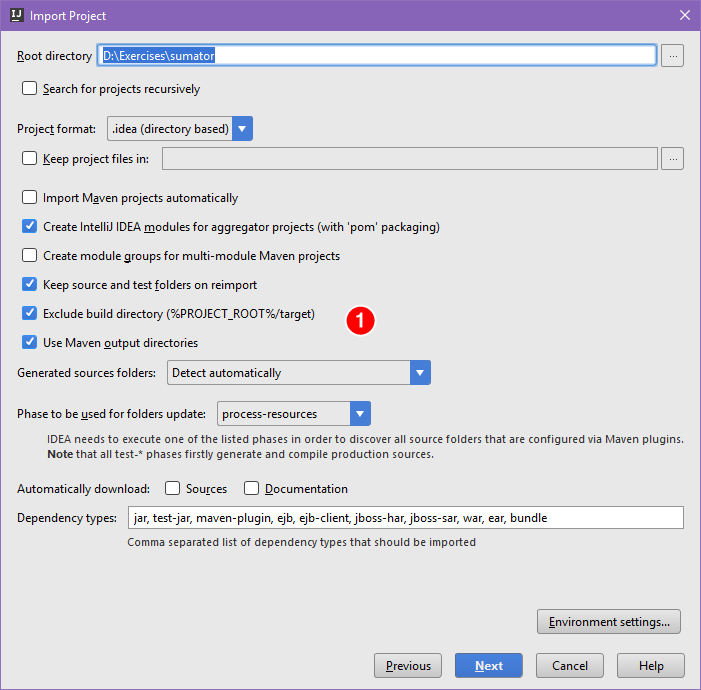 Import Project
Root directory D:\Exercises\sumator ...
Search for projects recursively
Project format: .idea (directory based)
Keep project files in: ...
Import Maven projects automatically
Create IntelliJ IDEA modules for aggregator projects (with 'pom' packaging)
Create module groups for multi-module Maven projects
Keep source and test folders on reimport
Exclude build directory (%PROJECT_ROOT%/target)
1
Use Maven output directories
Generated sources folders: Detect automatically
Phase to be used for folders update: process-resources
IDEA needs to execute one of the listed phases in order to discover all source folders that are configured via Maven plugins.
Note that all test-* phases firstly generate and compile production sources.
Automatically download: Sources Documentation
Dependency types: jar, test-jar, maven-plugin, ejb, ejb-client, jboss-har, jboss-sar, war, ear, bundle
Comma separated list of dependency types that should be imported
Environment settings...
Previous Next Cancel Help